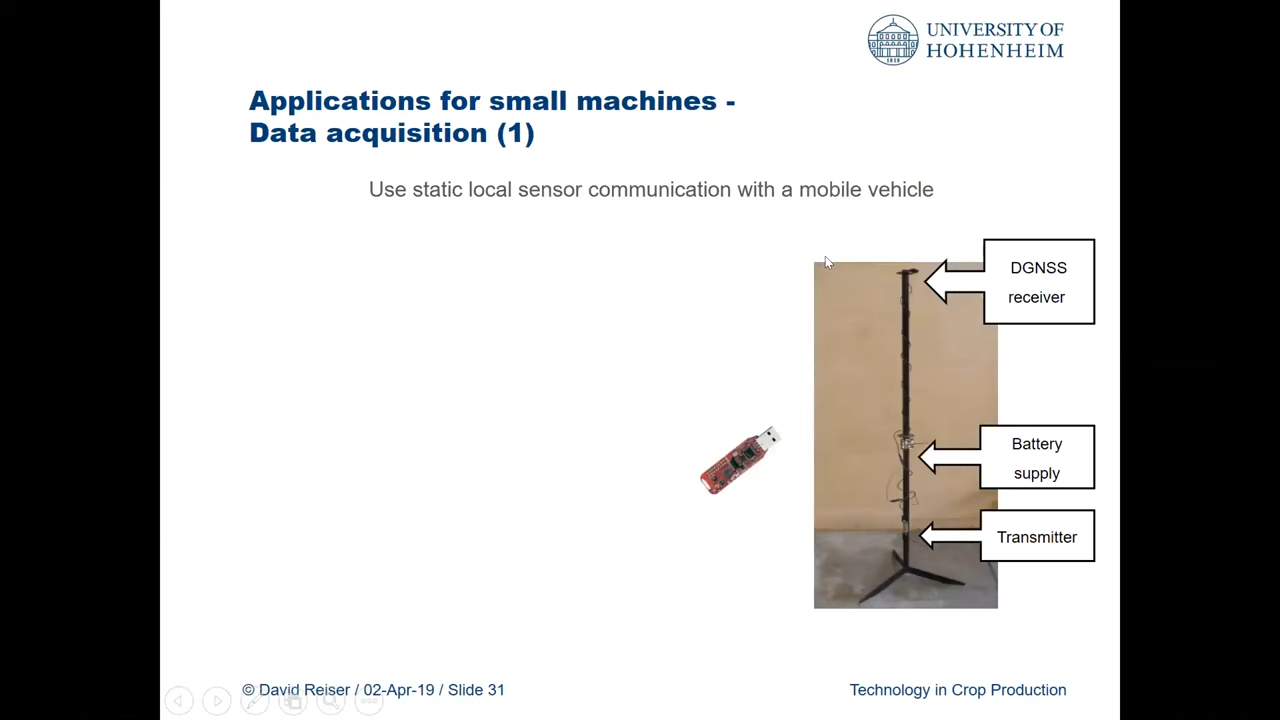 UNIVERSITY OF
HOHENHEIM
1818
Applications for small machines -
Data acquisition (1)
Use static local sensor communication with a mobile vehicle
DGNSS
receiver
Battery
supply
Transmitter
© David Reiser / 02-Apr-19 / Slide 31
Technology in Crop Production